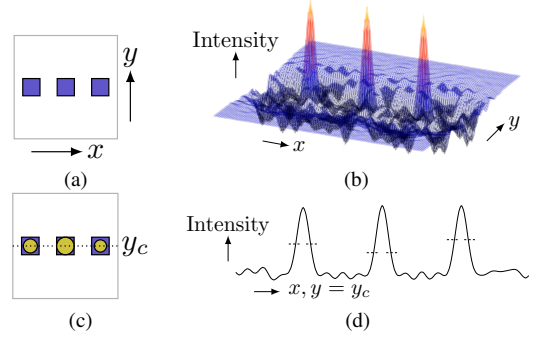 y
x
(a)
Intensity
x
y
(b)
y_c
(c)
Intensity
x, y = y_c
(d)